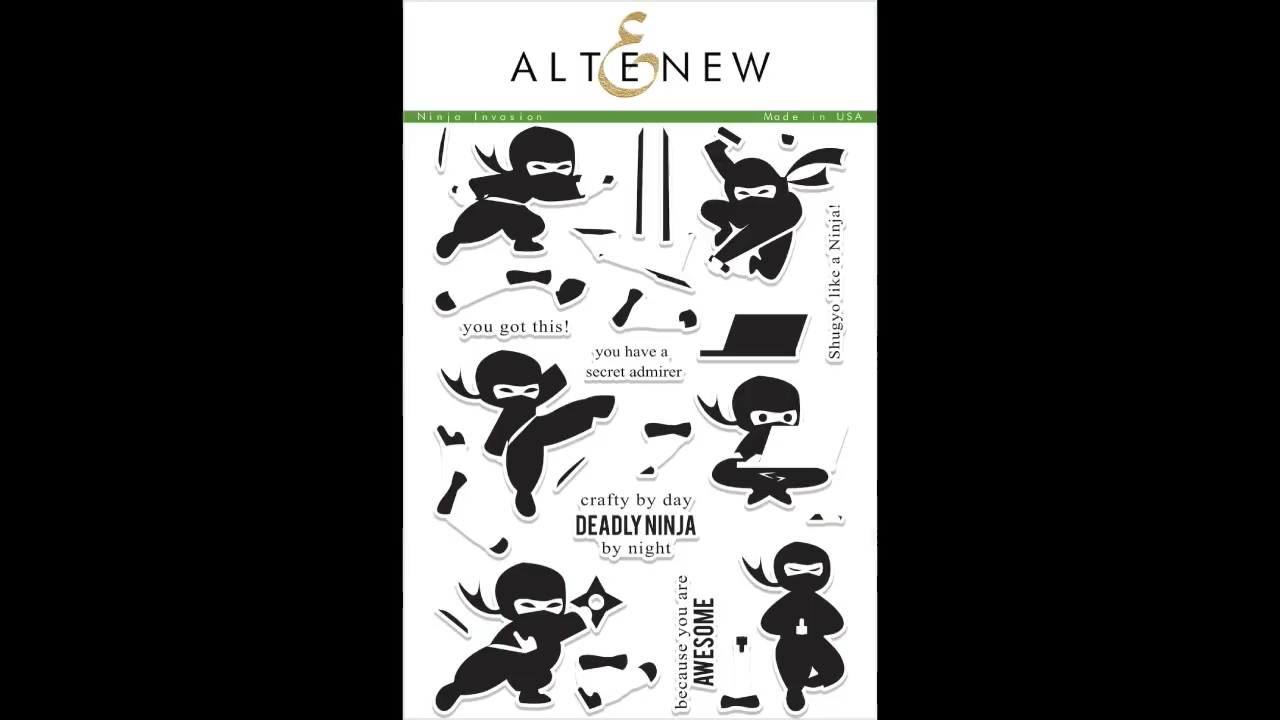 ALTENEW
Ninja Invasion
Made in USA
Shugyo like a Ninja!
you got this!
you have a
secret admirer
crafty by day
DEADLY NINJA
by night
because you are
AWESOME